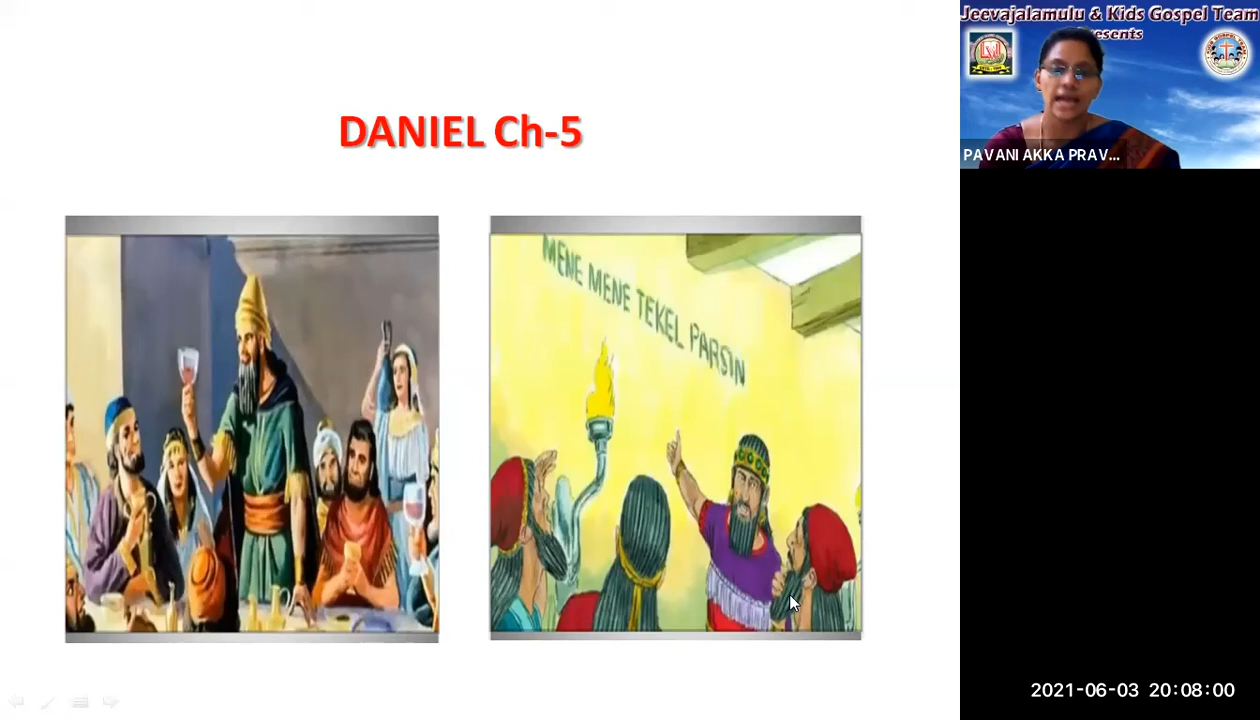 DANIEL Ch-5
MENE MENE TEKEL PARSIN
Jeevajalamulu & Kids Gospel Team
Presents
PAVANI AKKA PRAV...
2021-06-03 20:08:00